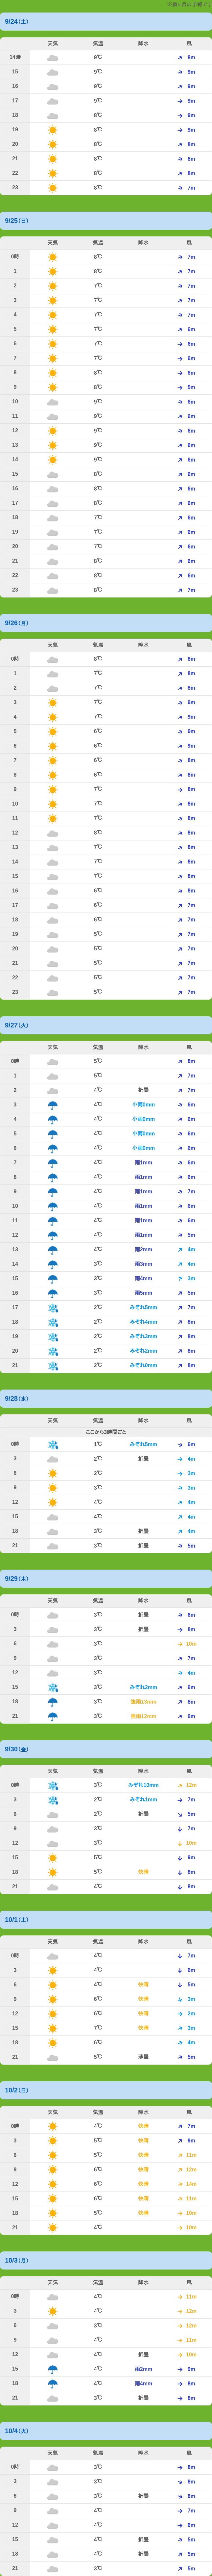 9/24(土)
天気 気温 降水 風
14時 9℃ 8m
15 9℃ 8m
16 9℃ 8m
17 9℃ 9m
18 9℃ 8m
19 8℃ 9m
20 8℃ 8m
21 8℃ 8m
22 8℃ 8m
23 8℃ 7m
9/25(日)
天気 気温 降水 風
0時 8℃ 7m
1 8℃ 7m
2 7℃ 7m
3 7℃ 7m
4 7℃ 7m
5 7℃ 6m
6 7℃ 6m
7 7℃ 6m
8 8℃ 6m
9 8℃ 5m
10 9℃ 6m
11 9℃ 6m
12 9℃ 6m
13 9℃ 6m
14 9℃ 6m
15 8℃ 6m
16 8℃ 6m
17 8℃ 6m
18 7℃ 6m
19 7℃ 6m
20 7℃ 6m
21 8℃ 6m
22 8℃ 6m
23 8℃ 7m
9/26(月)
天気 気温 降水 風
0時 8℃ 8m
1 7℃ 8m
2 7℃ 8m
3 7℃ 9m
4 7℃ 9m
5 6℃ 9m
6 6℃ 9m
7 6℃ 8m
8 6℃ 8m
9 7℃ 8m
10 7℃ 8m
11 7℃ 8m
12 8℃ 8m
13 7℃ 8m
14 7℃ 8m
15 7℃ 8m
16 6℃ 8m
17 6℃ 7m
18 6℃ 7m
19 5℃ 7m
20 5℃ 7m
21 5℃ 7m
22 5℃ 7m
23 5℃ 7m
9/27(火)
天気 気温 降水 風
0時 5℃ 8m
1 5℃ 7m
2 4℃ 折曇 7m
3 4℃ 小雨0mm 6m
4 4℃ 小雨0mm 6m
5 4℃ 小雨0mm 6m
6 4℃ 小雨0mm 6m
7 4℃ 雨1mm 6m
8 4℃ 雨1mm 6m
9 4℃ 雨1mm 7m
10 4℃ 雨1mm 6m
11 4℃ 雨1mm 6m
12 4℃ 雨1mm 5m
13 4℃ 雨2mm 4m
14 3℃ 雨3mm 4m
15 3℃ 雨4mm 3m
16 3℃ 雨5mm 5m
17 2℃ みぞれ5mm 7m
18 2℃ みぞれ4mm 8m
19 2℃ みぞれ3mm 8m
20 2℃ みぞれ2mm 8m
21 2℃ みぞれ0mm 8m
9/28(水)
天気 気温 降水 風
ここから3時間ごと
0時 1℃ みぞれ5mm 6m
3 2℃ 折曇 4m
6 2℃ 3m
9 3℃ 3m
12 4℃ 4m
15 4℃ 4m
18 3℃ 折曇 4m
21 3℃ 折曇 5m
9/29(木)
天気 気温 降水 風
0時 3℃ 折曇 6m
3 3℃ 折曇 8m
6 3℃ 10m
9 3℃ 7m
12 3℃ 4m
15 3℃ みぞれ2mm 6m
18 3℃ 強雨13mm 8m
21 3℃ 強雨12mm 9m
9/30(金)
天気 気温 降水 風
0時 3℃ みぞれ10mm 12m
3 2℃ みぞれ1mm 7m
6 2℃ 折曇 5m
9 3℃ 7m
12 3℃ 10m
15 5℃ 9m
18 5℃ 快晴 8m
21 4℃ 8m
10/1(土)
天気 気温 降水 風
0時 4℃ 7m
3 4℃ 6m
6 4℃ 快晴 5m
9 6℃ 快晴 3m
12 6℃ 快晴 2m
15 7℃ 快晴 3m
18 6℃ 4m
21 5℃ 薄曇 5m
10/2(日)
天気 気温 降水 風
0時 4℃ 快晴 7m
3 5℃ 快晴 9m
6 5℃ 快晴 11m
9 6℃ 快晴 12m
12 6℃ 快晴 14m
15 6℃ 快晴 11m
18 5℃ 快晴 10m
21 4℃ 10m
10/3(月)
天気 気温 降水 風
0時 4℃ 11m
3 4℃ 12m
6 3℃ 12m
9 4℃ 11m
12 4℃ 折曇 10m
15 4℃ 雨2mm 9m
18 4℃ 雨4mm 8m
21 3℃ 折曇 8m
10/4(火)
天気 気温 降水 風
0時 3℃ 8m
3 3℃ 8m
6 3℃ 折曇 8m
9 4℃ 7m
12 4℃ 6m
15 4℃ 折曇 5m
18 4℃ 折曇 5m
21 3℃ 5m